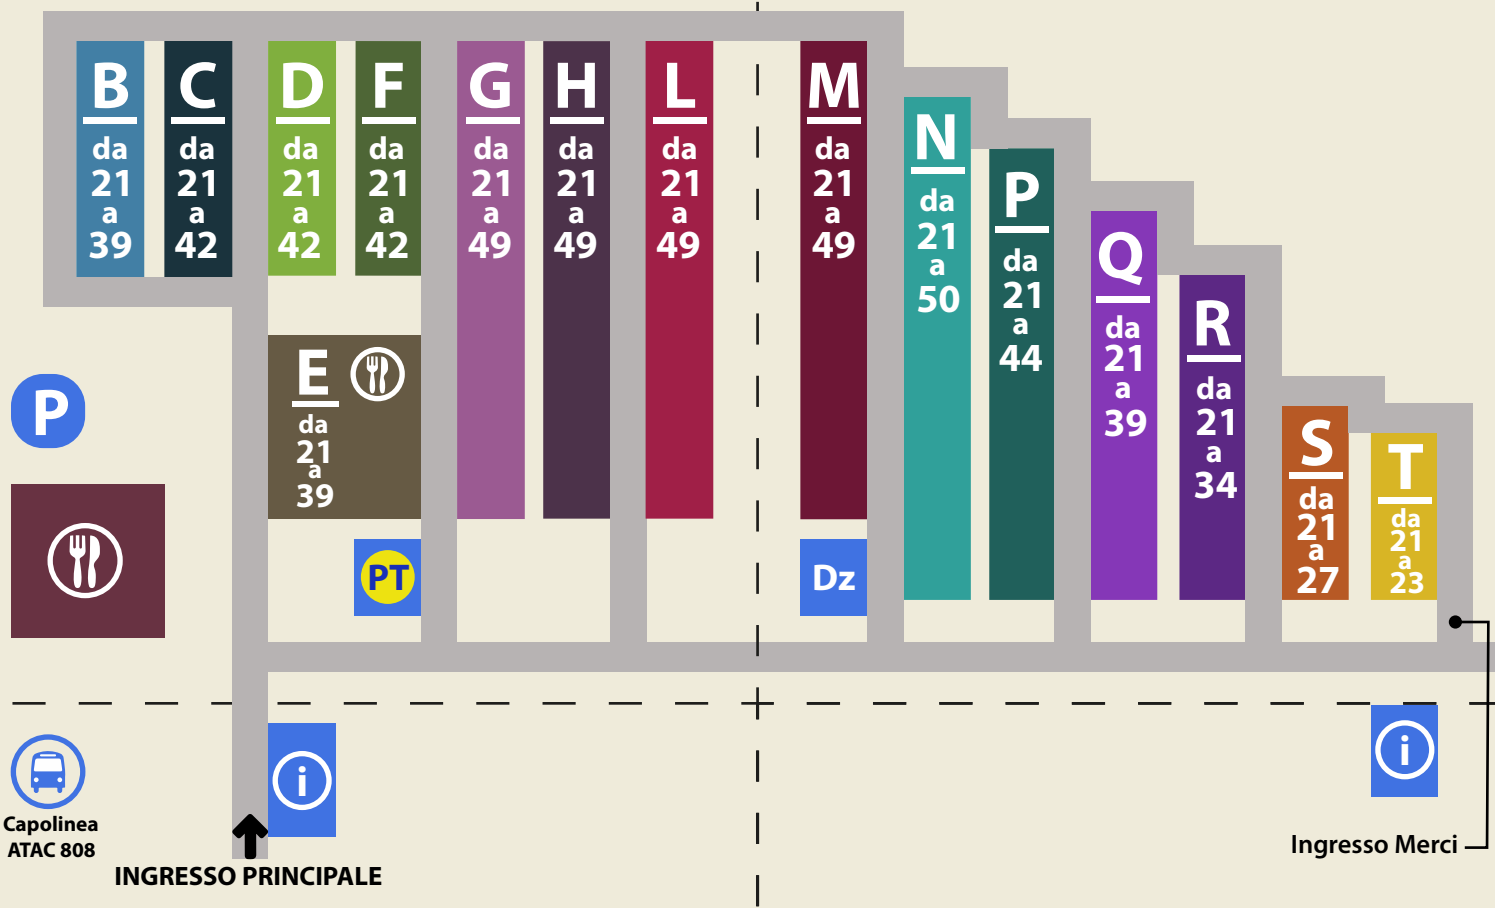 B
da
21
a
39
C
da
21
a
42
D
da
21
a
42
F
da
21
a
42
G
da
21
a
49
H
da
21
a
49
L
da
21
a
49
M
da
21
a
49
N
da
21
a
50
P
da
21
a
44
Q
da
21
a
39
R
da
21
a
34
S
da
21
a
27
T
da
21
a
23
E
da
21
a
39
P
PT
Dz
i
i
Capolinea
ATAC 808
INGRESSO PRINCIPALE
Ingresso Merci